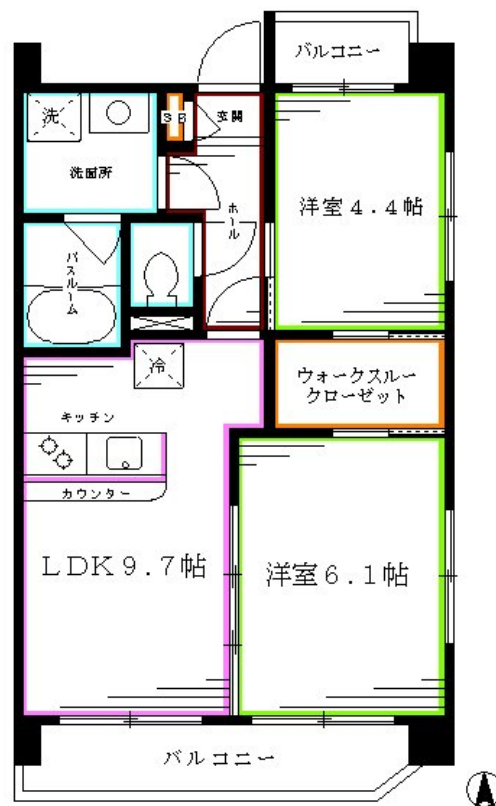 バルコニー
洗
SB
玄関
洗面所
ホール
洋室4.4帖
バスルーム
冷
ウォークスルー
クローゼット
キッチン
カウンター
LDK9.7帖
洋室6.1帖
バルコニー